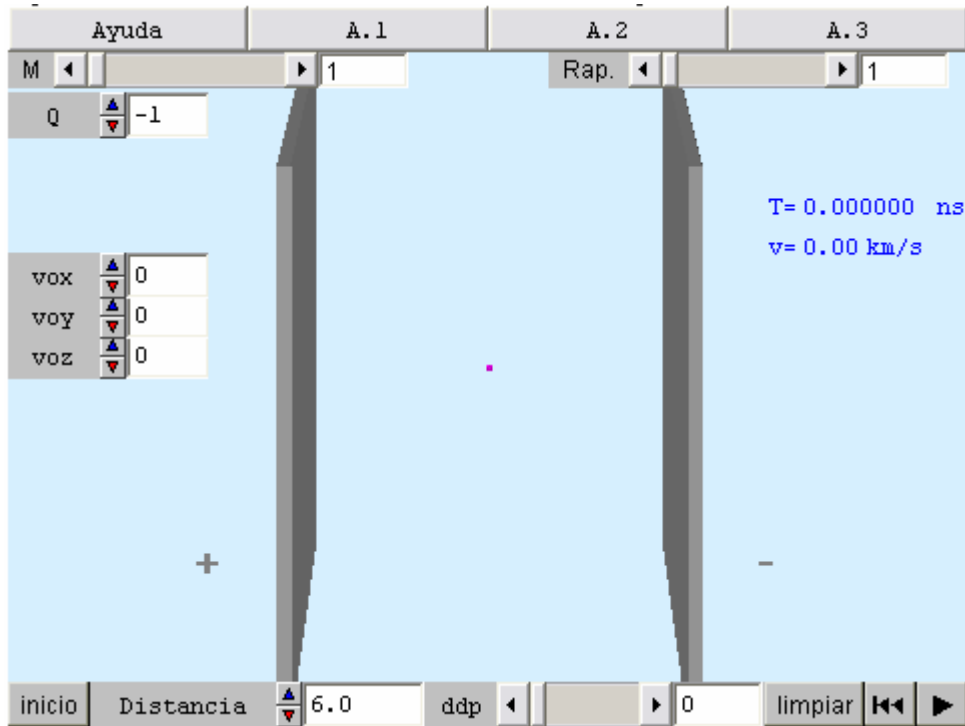 Ayuda A.1 A.2 A.3
M 1 Rap. 1
Q -1
T= 0.000000 ns
v= 0.00 km/s
vox 0
voy 0
voz 0
+ -
inicio Distancia 6.0 ddp 0 limpiar